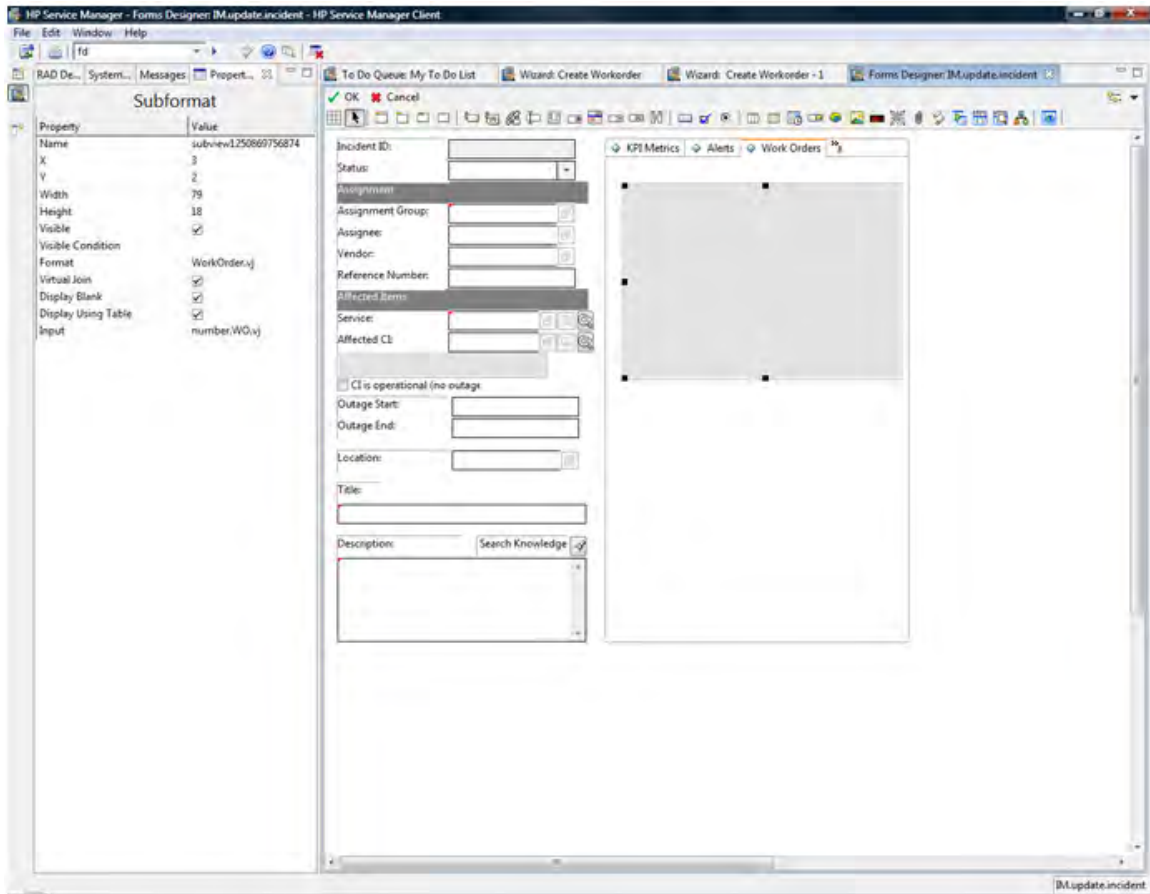 HP Service Manager - Forms Designer: IM.update.incident - HP Service Manager Client
File Edit Window Help
fd
RAD De... System... Messages Propert...
To Do Queue: My To Do List Wizard: Create Workorder Wizard: Create Workorder - 1 Forms Designer: IM.update.incident
Subformat
Property Value
Name subview1250869756874
X 3
Y 2
Width 79
Height 18
Visible
Visible Condition
Format WorkOrder.vj
Virtual Join
Display Blank
Display Using Table
Input number.WO.vj
OK Cancel
Incident ID:
Status:
Assignment
Assignment Group:
Assignee:
Vendor:
Reference Number:
Affected Items
Service:
Affected CI:
CI is operational (no outage
Outage Start:
Outage End:
Location:
Title:
Description: Search Knowledge
KPI Metrics Alerts Work Orders
IM.update.incident